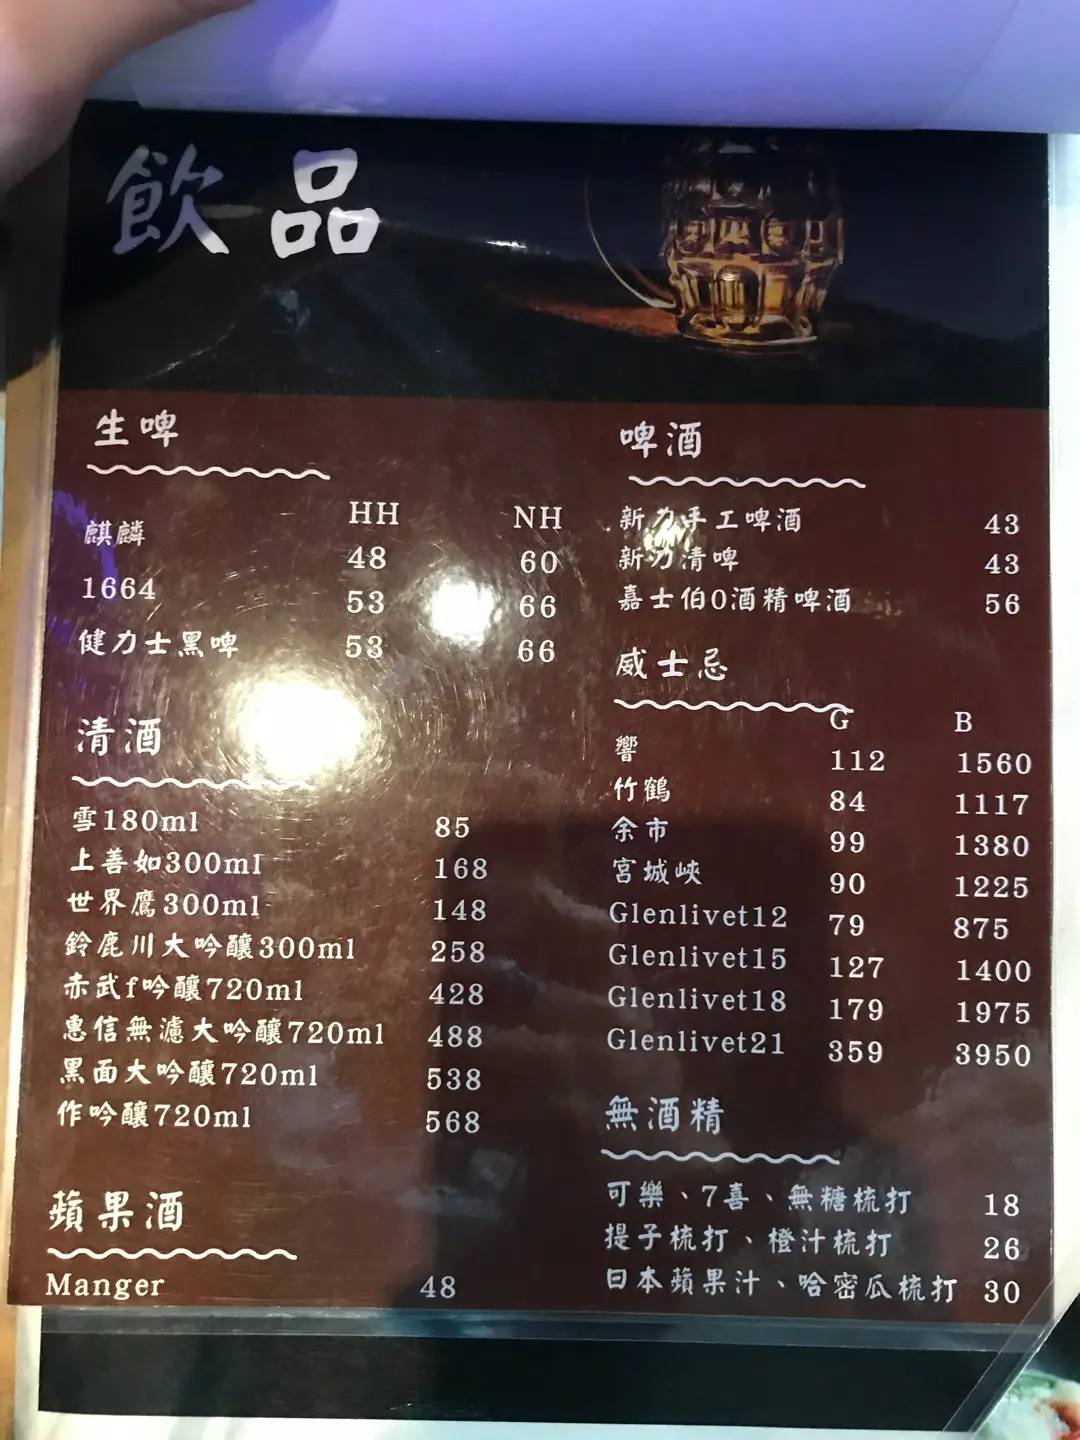 飲品
生啤
HH NH
麒麟 48 60
1664 53 66
健力士黑啤 53 66
清酒
雪180ml 85
上善如300ml 168
世界鷹300ml 148
鈴鹿川大吟釀300ml 258
赤武f吟釀720ml 428
惠信無濾大吟釀720ml 488
黑面大吟釀720ml 538
作吟釀720ml 568
蘋果酒
Manger 48
啤酒
新力手工啤酒 43
新力清啤 43
嘉士伯0酒精啤酒 56
威士忌
G B
響 112 1560
竹鶴 84 1117
余市 99 1380
宮城峽 90 1225
Glenlivet12 79 875
Glenlivet15 127 1400
Glenlivet18 179 1975
Glenlivet21 359 3950
無酒精
可樂、7喜、無糖梳打 18
提子梳打、橙汁梳打 26
日本蘋果汁、哈密瓜梳打 30